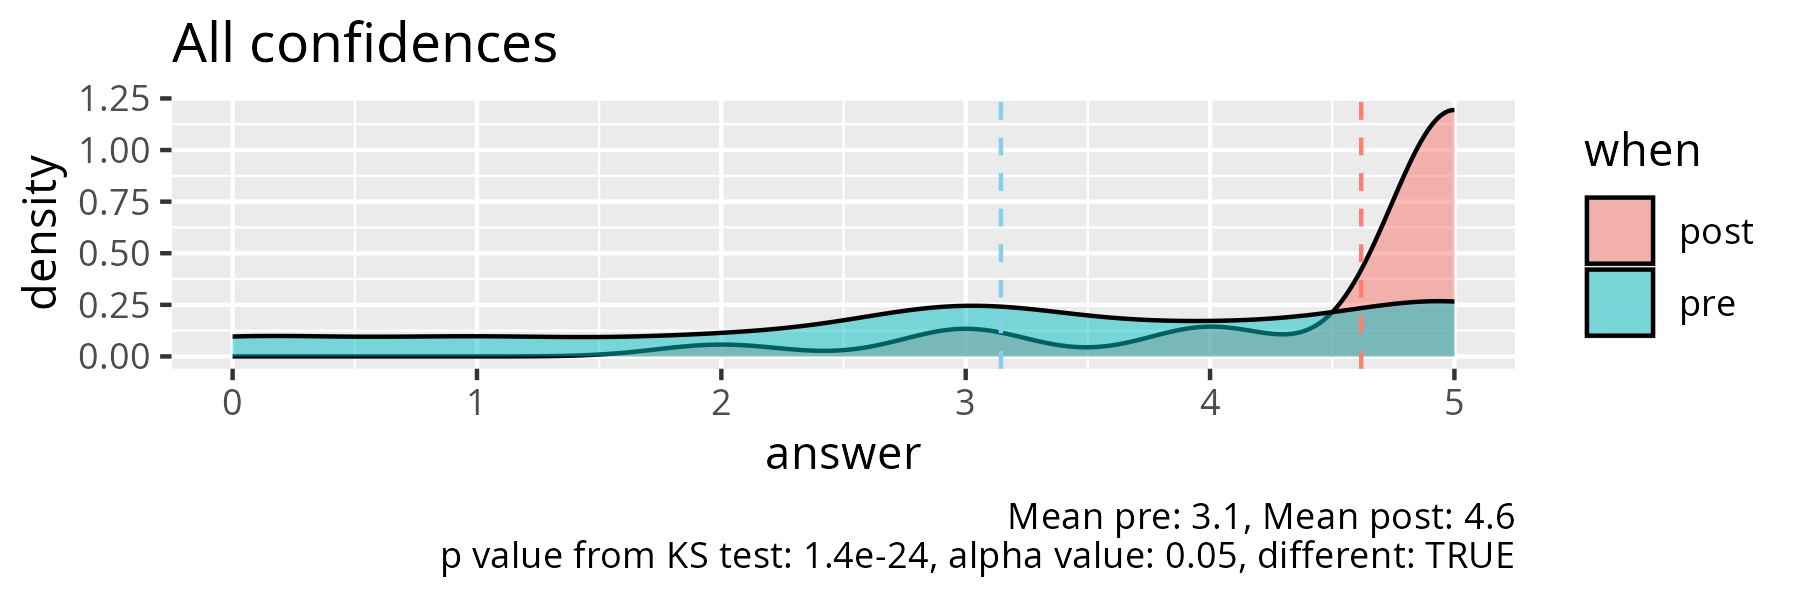 All confidences
1.25
1.00
0.75
0.50
0.25
0.00
density
0 1 2 3 4 5
answer
when
post
pre
Mean pre: 3.1, Mean post: 4.6
p value from KS test: 1.4e-24, alpha value: 0.05, different: TRUE